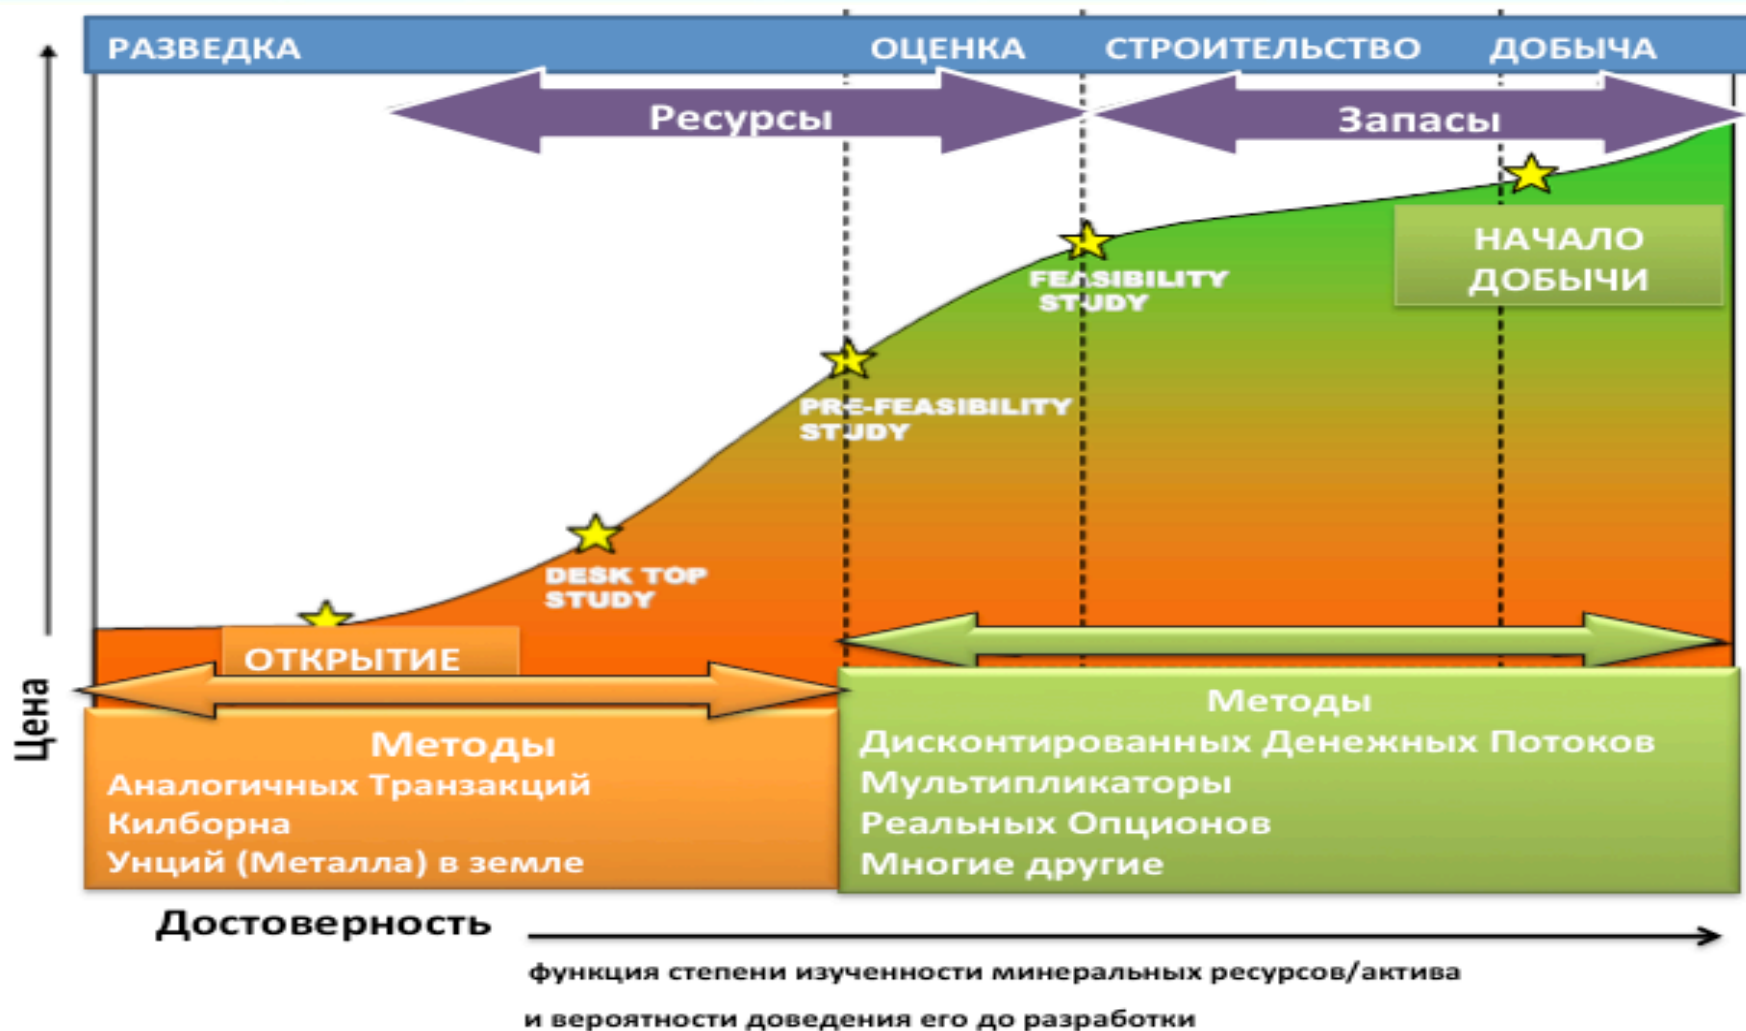 РАЗВЕДКА
ОЦЕНКА
СТРОИТЕЛЬСТВО
ДОБЫЧА
Ресурсы
Запасы
НАЧАЛО
ДОБЫЧИ
FEASIBILITY
STUDY
PRE-FEASIBILITY
STUDY
DESK TOP
STUDY
ОТКРЫТИЕ
Цена
Методы
Аналогичных Транзакций
Килборна
Унций (Металла) в земле
Методы
Дисконтированных Денежных Потоков
Мультипликаторы
Реальных Опционов
Многие другие
Достоверность
функция степени изученности минеральных ресурсов/актива
и вероятности доведения его до разработки